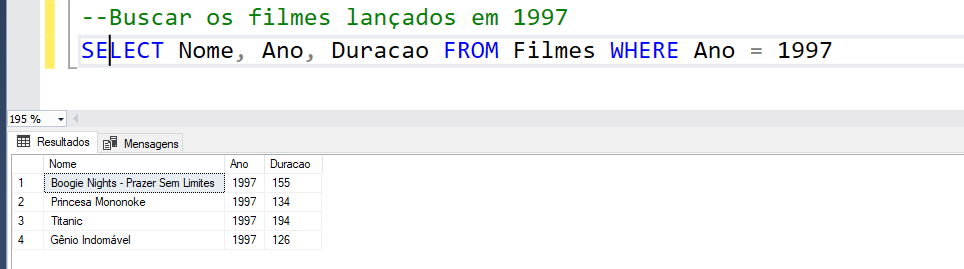 --Buscar os filmes lançados em 1997
SELECT Nome, Ano, Duracao FROM Filmes WHERE Ano = 1997
195 %
Resultados Mensagens
Nome Ano Duracao
1 Boogie Nights - Prazer Sem Limites 1997 155
2 Princesa Mononoke 1997 134
3 Titanic 1997 194
4 Gênio Indomável 1997 126